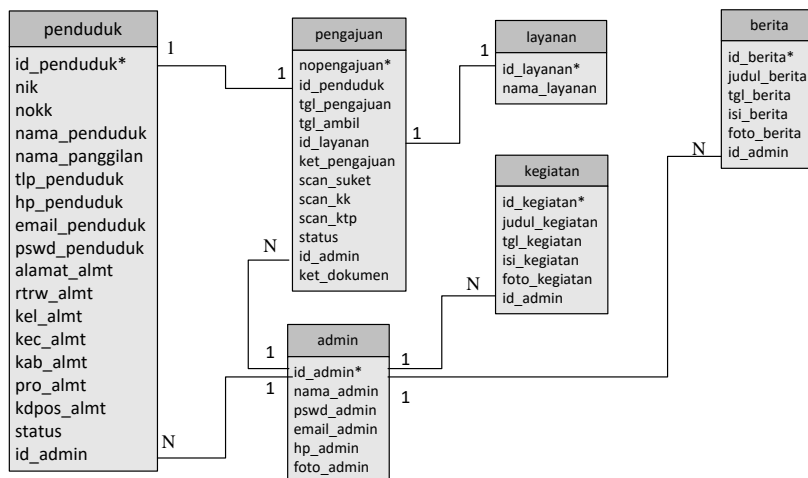 penduduk
id_penduduk*
nik
nokk
nama_penduduk
nama_panggilan
tlp_penduduk
hp_penduduk
email_penduduk
pswd_penduduk
alamat_almt
rtrw_almt
kel_almt
kec_almt
kab_almt
pro_almt
kdpos_almt
status
id_admin
1
1
N
1
pengajuan
nopengajuan*
id_penduduk
tgl_pengajuan
tgl_ambil
id_layanan
ket_pengajuan
scan_suket
scan_kk
scan_ktp
status
id_admin
ket_dokumen
N
1
1
1
layanan
id_layanan*
nama_layanan
kegiatan
id_kegiatan*
judul_kegiatan
tgl_kegiatan
isi_kegiatan
foto_kegiatan
id_admin
N
1
admin
id_admin*
nama_admin
pswd_admin
email_admin
hp_admin
foto_admin
berita
id_berita*
judul_berita
tgl_berita
isi_berita
foto_berita
id_admin
N
1